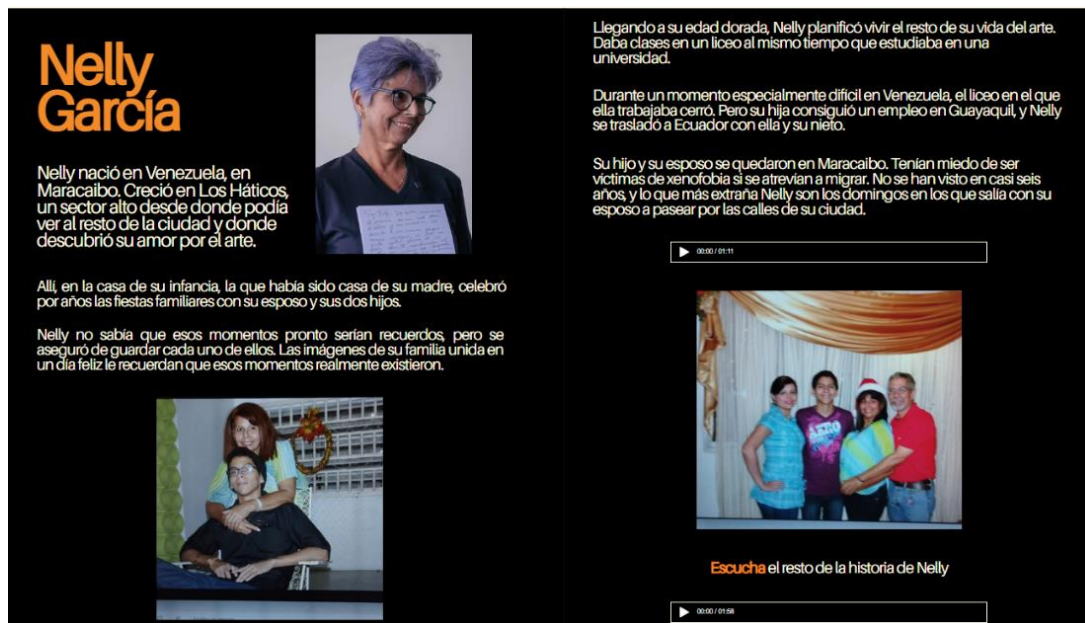 Nelly
García
Nelly nació en Venezuela, en
Maracaibo. Creció en Los Háticos,
un sector alto desde donde podía
ver al resto de la ciudad y donde
descubrió su amor por el arte.
Allí, en la casa de su infancia, la que había sido casa de su madre, celebró
por años las fiestas familiares con su esposo y sus dos hijos.
Nelly no sabía que esos momentos pronto serían recuerdos, pero se
aseguró de guardar cada uno de ellos. Las imágenes de su familia unida en
un día feliz le recuerdan que esos momentos realmente existieron.
Llegando a su edad dorada, Nelly planificó vivir el resto de su vida del arte.
Daba clases en un liceo al mismo tiempo que estudiaba en una
universidad.
Durante un momento especialmente difícil en Venezuela, el liceo en el que
ella trabajaba cerró. Pero su hija consiguió un empleo en Guayaquil, y Nelly
se trasladó a Ecuador con ella y su nieto.
Su hijo y su esposo se quedaron en Maracaibo. Tenían miedo de ser
víctimas de xenofobia si se atrevían a migrar. No se han visto en casi seis
años, y lo que más extraña Nelly son los domingos en los que salía con su
esposo a pasear por las calles de su ciudad.
00:00 / 01:11
AERO
Escucha el resto de la historia de Nelly
00:00 / 01:58